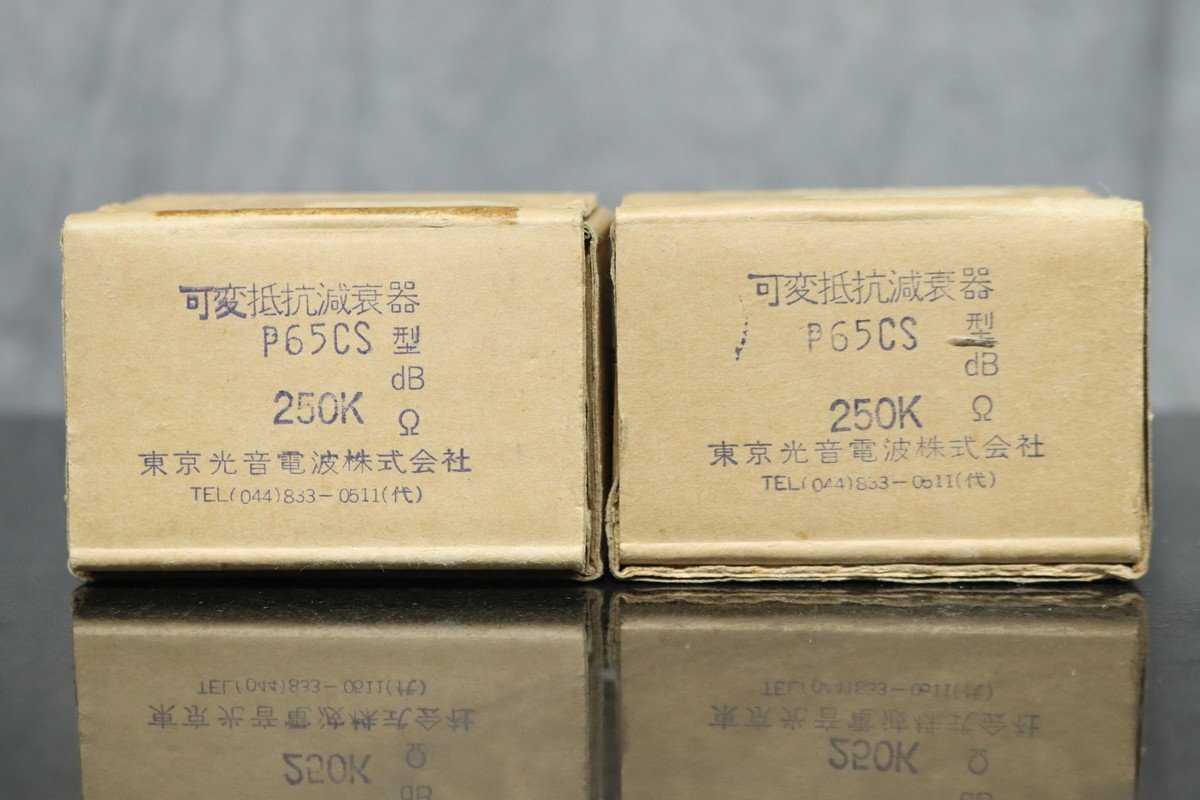 可変抵抗減衰器
P65CS 型
dB
250K Ω
東京光音電波株式会社
TEL(044)833-0511(代)
可変抵抗減衰器
P65CS 型
dB
250K Ω
東京光音電波株式会社
TEL(044)833-0511(代)